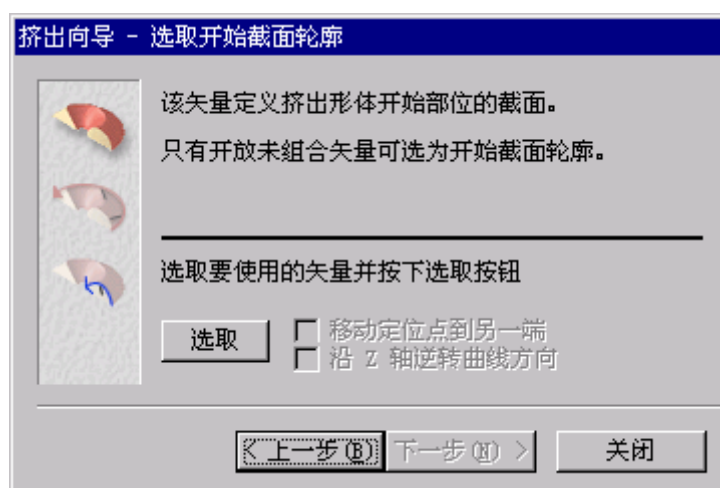 挤出向导 - 选取开始截面轮廓
该矢量定义挤出形体开始部位的截面。
只有开放未组合矢量可选为开始截面轮廓。
选取要使用的矢量并按下选取按钮
选取
移动定位点到另一端
沿 Z 轴逆转曲线方向
< 上一步(B) 下一步(N) > 关闭